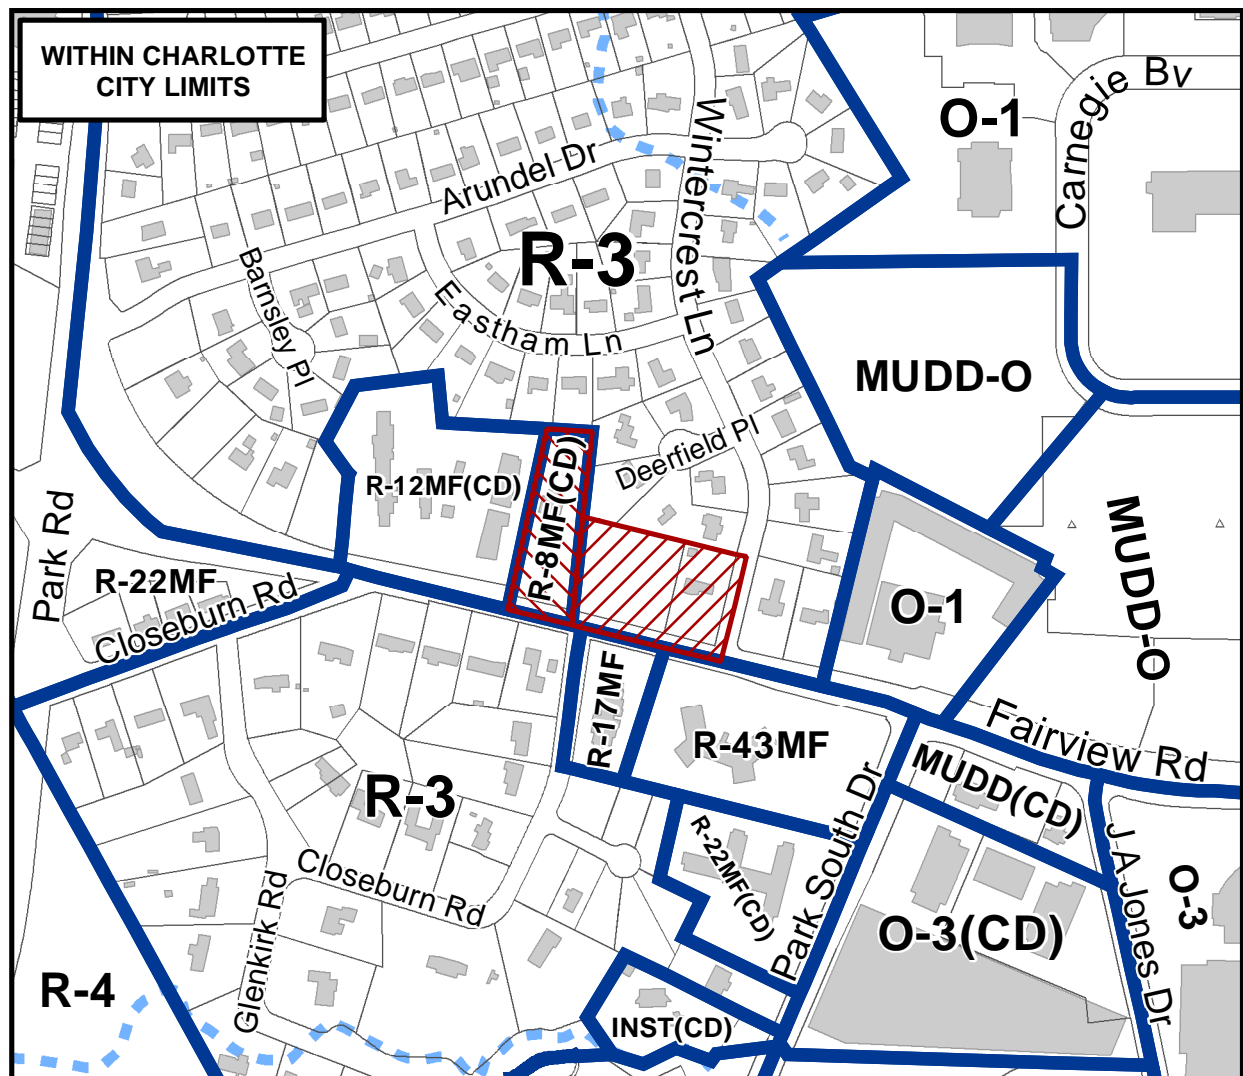 WITHIN CHARLOTTE
CITY LIMITS
O-1
Carnegie Bv
Wintercrest Ln
Arundel Dr
R-3
Barnsley Pl
Eastham Ln
MUDD-O
Deerfield Pl
R-12MF(CD)
R-8MF(CD)
MUDD-O
Park Rd
R-22MF
Closeburn Rd
O-1
R-17MF
R-43MF
Fairview Rd
MUDD(CD)
R-3
R-22MF(CD)
Park South Dr
J A Jones Dr
O-3
Closeburn Rd
Glenkirk Rd
O-3(CD)
R-4
INST(CD)